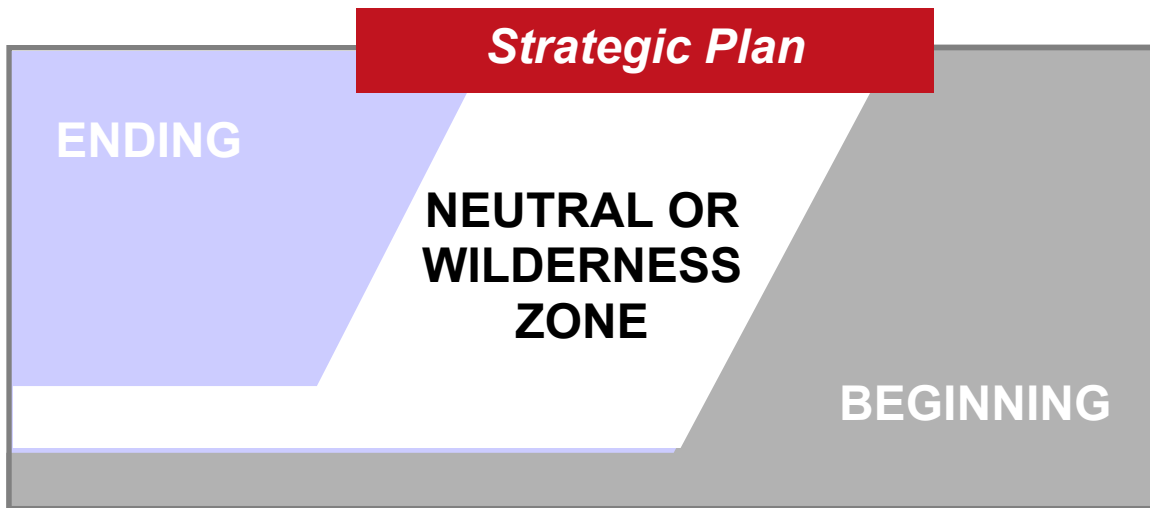 Strategic Plan
ENDING
NEUTRAL OR
WILDERNESS
ZONE
BEGINNING